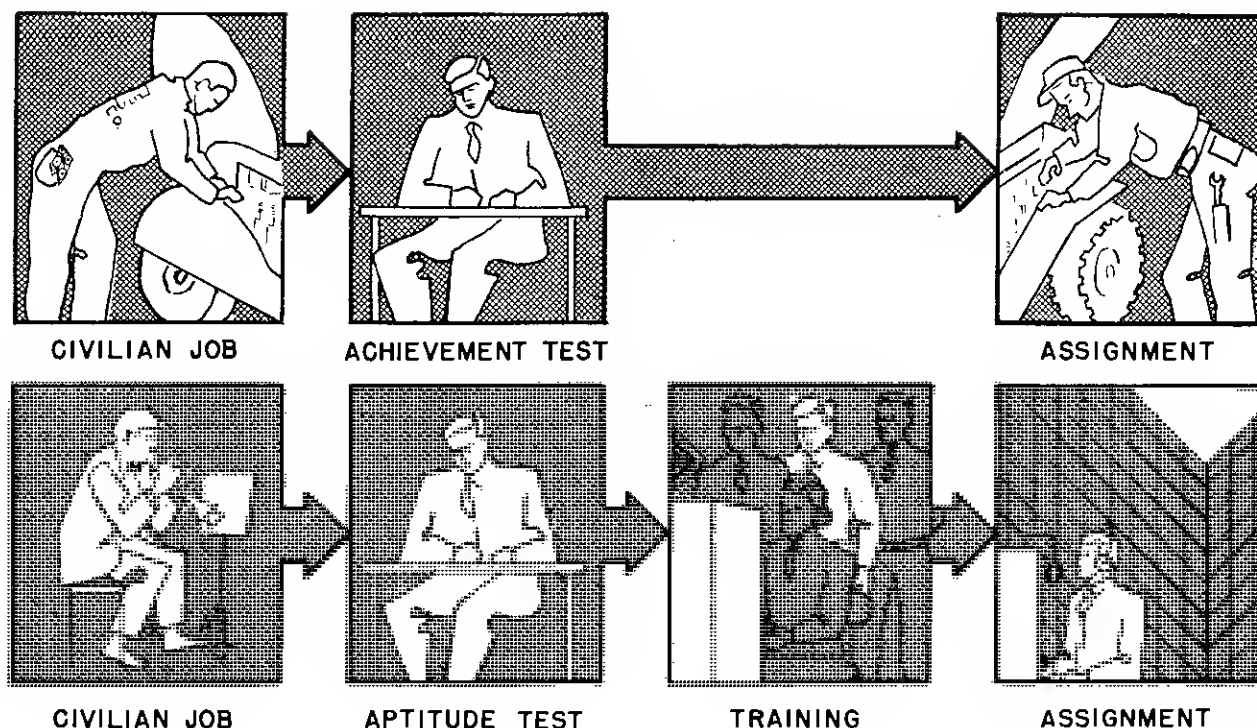 CIVILIAN JOB ACHIEVEMENT TEST ASSIGNMENT
CIVILIAN JOB APTITUDE TEST TRAINING ASSIGNMENT